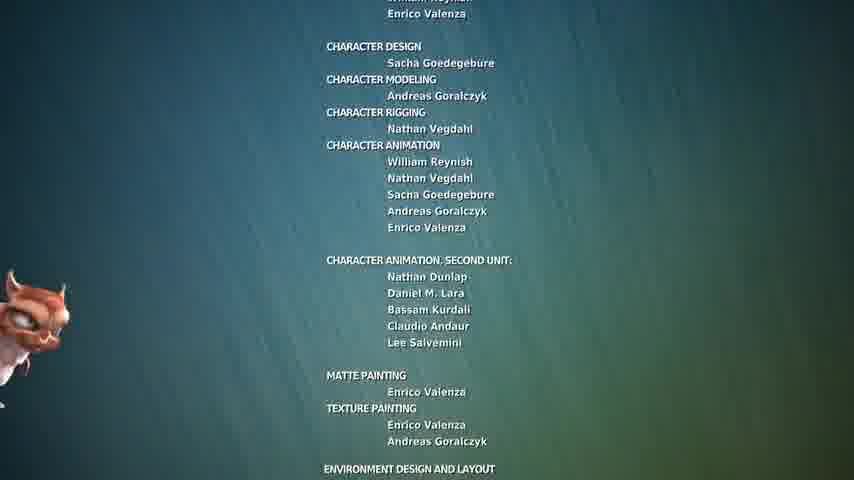 Enrico Valenza
CHARACTER DESIGN
Sacha Goedegebure
CHARACTER MODELING
Andreas Goralczyk
CHARACTER RIGGING
Nathan Vegdahl
CHARACTER ANIMATION
William Reynish
Nathan Vegdahl
Sacha Goedegebure
Andreas Goralczyk
Enrico Valenza
CHARACTER ANIMATION, SECOND UNIT:
Nathan Dunlap
Daniel M. Lara
Bassam Kurdali
Claudio Andaur
Lee Salvemini
MATTE PAINTING
Enrico Valenza
TEXTURE PAINTING
Enrico Valenza
Andreas Goralczyk
ENVIRONMENT DESIGN AND LAYOUT